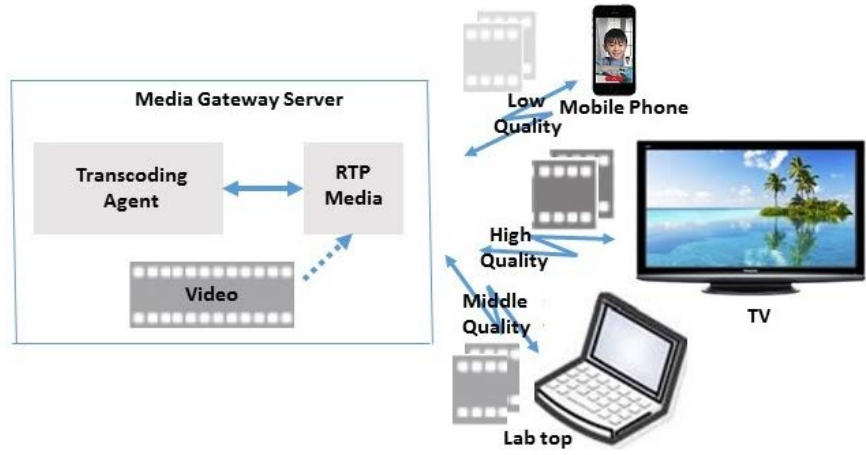 Media Gateway Server
Transcoding
Agent
RTP
Media
Video
Low
Quality
Mobile Phone
High
Quality
TV
Middle
Quality
Lab top